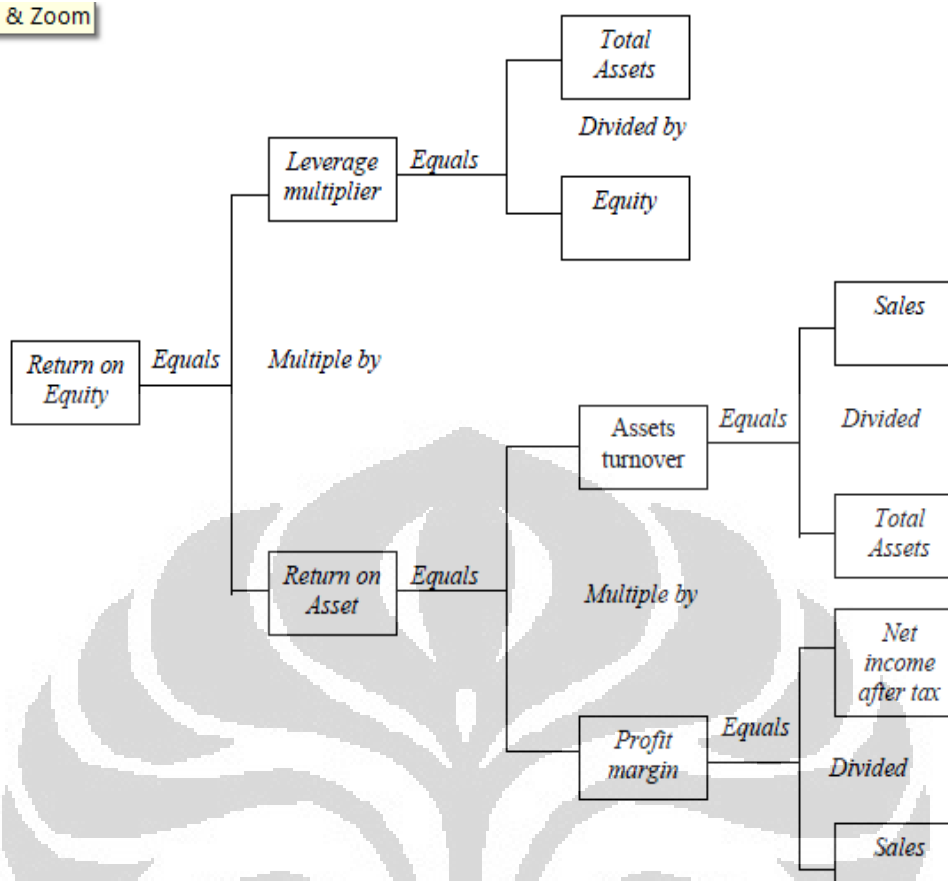 & Zoom
Total
Assets
Divided by
Equity
Leverage
multiplier
Equals
Return on
Equity
Equals
Multiple by
Sales
Divided
Total
Assets
Assets
turnover
Equals
Return on
Asset
Equals
Multiple by
Net
income
after tax
Profit
margin
Equals
Divided
Sales